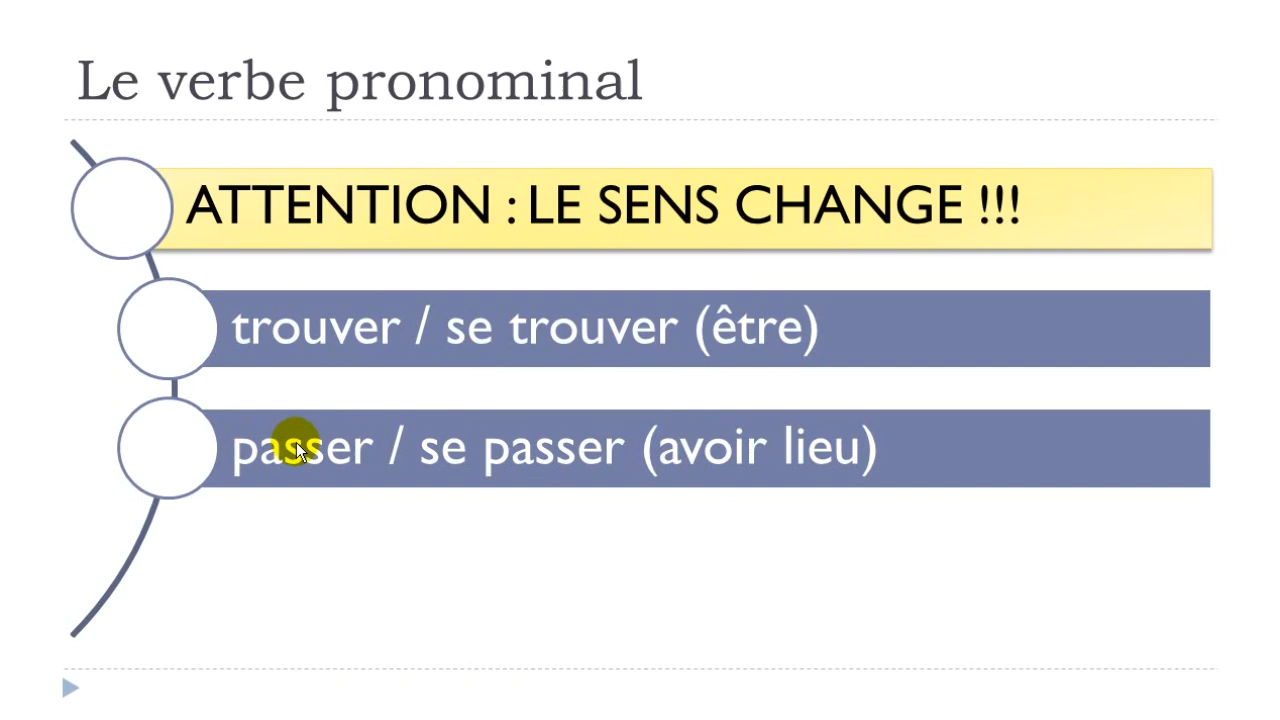 Le verbe pronominal
ATTENTION : LE SENS CHANGE !!!
trouver / se trouver (être)
passer / se passer (avoir lieu)